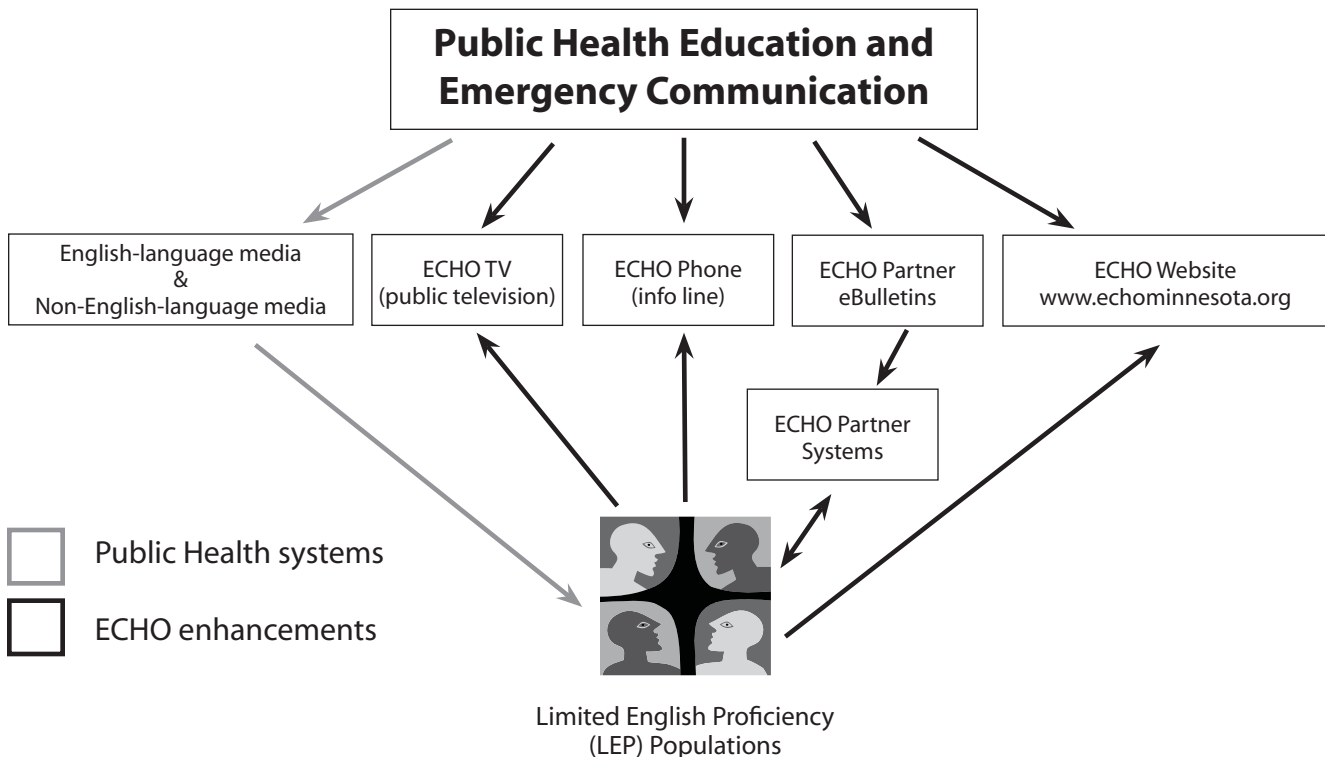 Public Health Education and
Emergency Communication
English-language media
&
Non-English-language media
ECHO TV
(public television)
ECHO Phone
(info line)
ECHO Partner
eBulletins
ECHO Website
www.echominnesota.org
ECHO Partner
Systems
Public Health systems
ECHO enhancements
Limited English Proficiency
(LEP) Populations